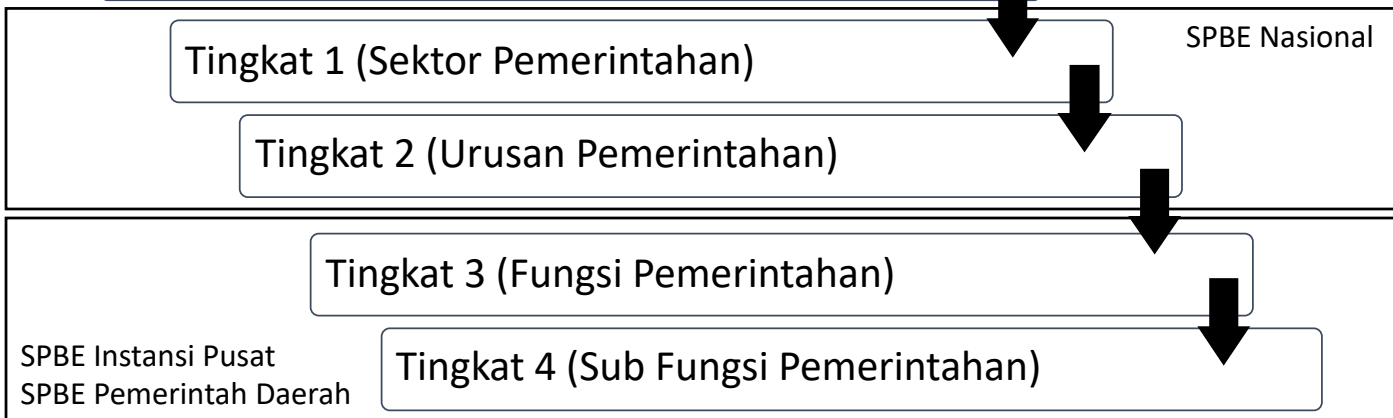 SPBE Nasional
Tingkat 1 (Sektor Pemerintahan)
Tingkat 2 (Urusan Pemerintahan)
Tingkat 3 (Fungsi Pemerintahan)
SPBE Instansi Pusat
SPBE Pemerintah Daerah
Tingkat 4 (Sub Fungsi Pemerintahan)